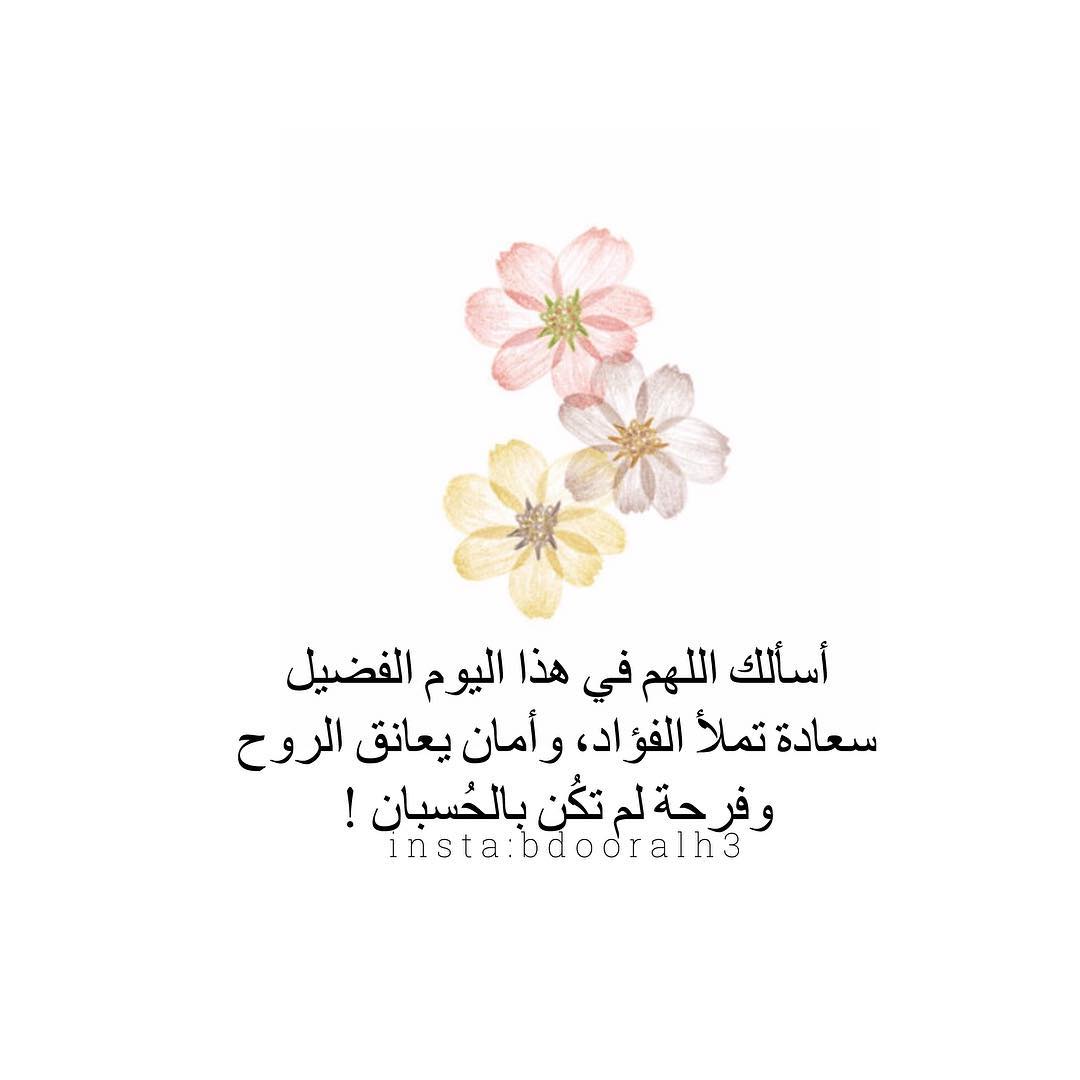 أسألك اللهم في هذا اليوم الفضيل
سعادة تملأ الفؤاد، وأمان يعانق الروح
وفرحة لم تكُن بالحُسبان !
insta:bdooralh3